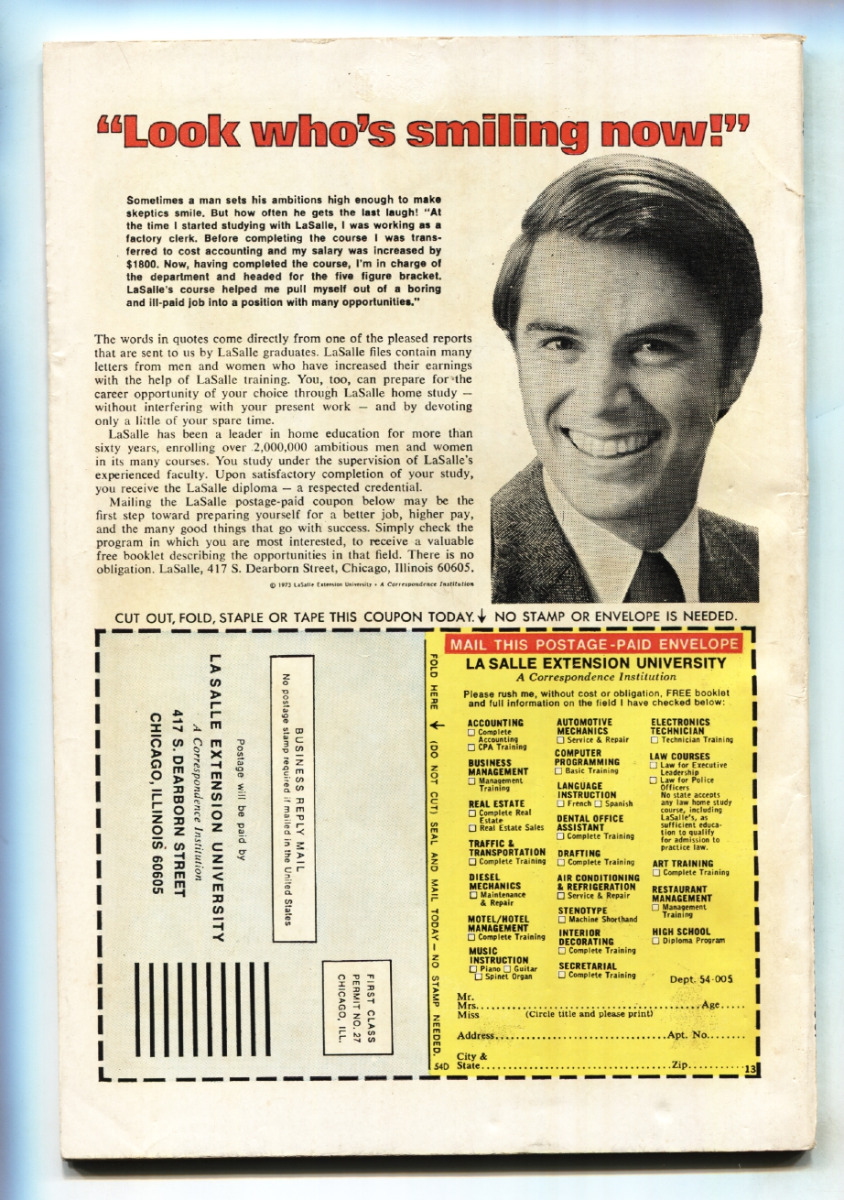 “Look who’s smiling now!”
Sometimes a man sets his ambitions high enough to make
skeptics smile. But how often he gets the last laugh! “At
the time I started studying with LaSalle, I was working as a
factory clerk. Before completing the course I was trans-
ferred to cost accounting and my salary was increased by
$1800. Now, having completed the course, I’m in charge of
the department and headed for the five figure bracket.
LaSalle’s course helped me pull myself out of a boring
and ill-paid job into a position with many opportunities.”
The words in quotes come directly from one of the pleased reports
that are sent to us by LaSalle graduates. LaSalle files contain many
letters from men and women who have increased their earnings
with the help of LaSalle training. You, too, can prepare for the
career opportunity of your choice through LaSalle home study —
without interfering with your present work — and by devoting
only a little of your spare time.
LaSalle has been a leader in home education for more than
sixty years, enrolling over 2,000,000 ambitious men and women
in its many courses. You study under the supervision of LaSalle’s
experienced faculty. Upon satisfactory completion of your study,
you receive the LaSalle diploma — a respected credential.
Mailing the LaSalle postage-paid coupon below may be the
first step toward preparing yourself for a better job, higher pay,
and the many good things that go with success. Simply check the
program in which you are most interested, to receive a valuable
free booklet describing the opportunities in that field. There is no
obligation. LaSalle, 417 S. Dearborn Street, Chicago, Illinois 60605.
© 1973 LaSalle Extension University • A Correspondence Institution
CUT OUT, FOLD, STAPLE OR TAPE THIS COUPON TODAY. ↓ NO STAMP OR ENVELOPE IS NEEDED.
BUSINESS REPLY MAIL
No postage stamp required if mailed in the United States
Postage will be paid by
LA SALLE EXTENSION UNIVERSITY
A Correspondence Institution
417 S. DEARBORN STREET
CHICAGO, ILLINOIS 60605
FIRST CLASS
PERMIT NO. 27
CHICAGO, ILL.
FOLD HERE ↓ (DO NOT CUT) SEAL AND MAIL TODAY — NO STAMP NEEDED.
54D
MAIL THIS POSTAGE-PAID ENVELOPE
LA SALLE EXTENSION UNIVERSITY
A Correspondence Institution
Please rush me, without cost or obligation, FREE booklet
and full information on the field I have checked below:
ACCOUNTING
☐ Complete
Accounting
☐ CPA Training
BUSINESS
MANAGEMENT
☐ Management
Training
REAL ESTATE
☐ Complete Real
Estate
☐ Real Estate Sales
TRAFFIC &
TRANSPORTATION
☐ Complete Training
DIESEL
MECHANICS
☐ Maintenance
& Repair
MOTEL/HOTEL
MANAGEMENT
☐ Complete Training
MUSIC
INSTRUCTION
☐ Piano ☐ Guitar
☐ Spinet Organ
AUTOMOTIVE
MECHANICS
☐ Service & Repair
COMPUTER
PROGRAMMING
☐ Basic Training
LANGUAGE
INSTRUCTION
☐ French ☐ Spanish
DENTAL OFFICE
ASSISTANT
☐ Complete Training
DRAFTING
☐ Complete Training
AIR CONDITIONING
& REFRIGERATION
☐ Service & Repair
STENOTYPE
☐ Machine Shorthand
INTERIOR
DECORATING
☐ Complete Training
SECRETARIAL
☐ Complete Training
ELECTRONICS
TECHNICIAN
☐ Technician Training
LAW COURSES
☐ Law for Executive
Leadership
☐ Law for Police
Officers
No state accepts
any law home study
course, including
LaSalle’s, as
sufficient educa-
tion to qualify
for admission to
practice law.
ART TRAINING
☐ Complete Training
RESTAURANT
MANAGEMENT
☐ Management
Training
HIGH SCHOOL
☐ Diploma Program
Dept. 54-005
Mr.
Mrs. Age
Miss (Circle title and please print)
Address Apt. No.
City &
State Zip
13